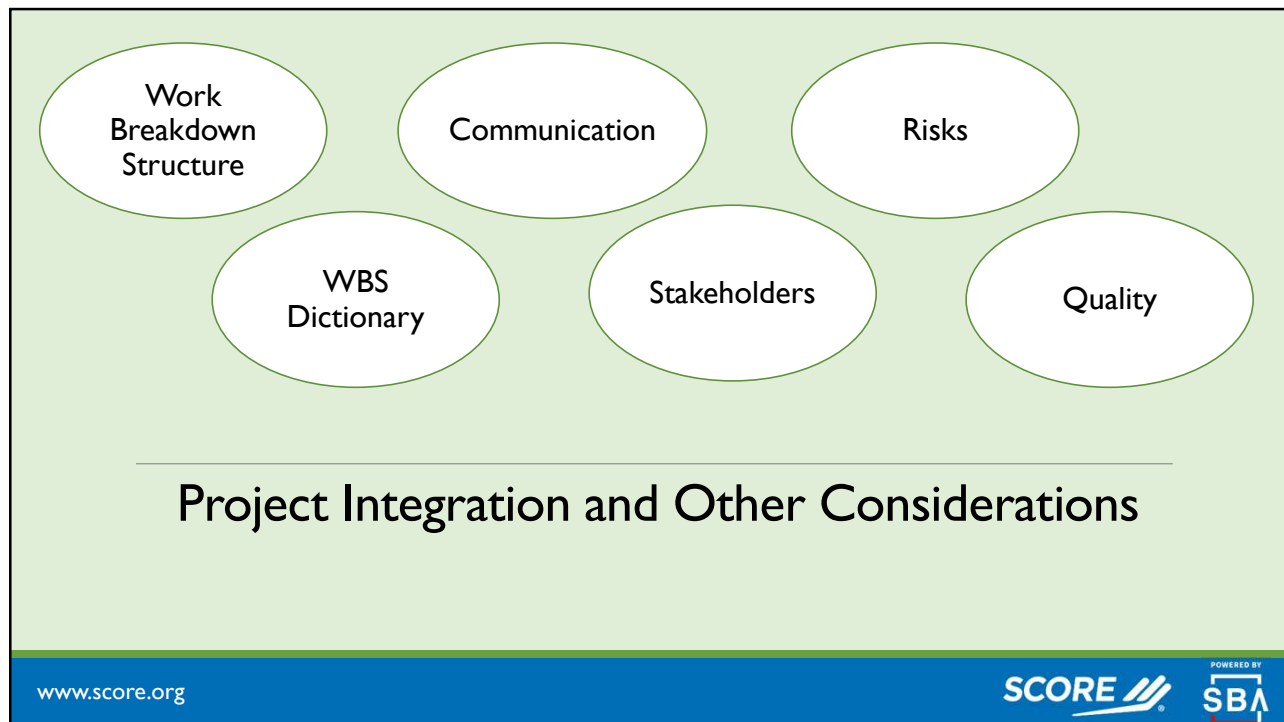 Work
Breakdown
Structure
Communication
Risks
WBS
Dictionary
Stakeholders
Quality
Project Integration and Other Considerations
www.score.org
SCORE
POWERED BY
SBA